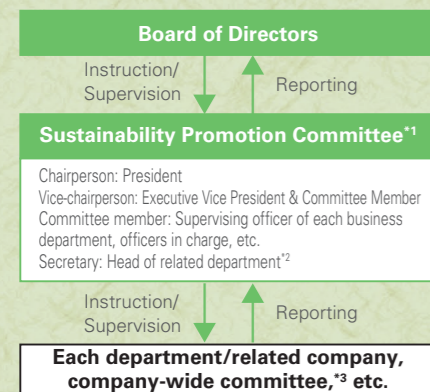 Board of Directors
Instruction/
Supervision
Reporting
Sustainability Promotion Committee*1
Chairperson: President
Vice-chairperson: Executive Vice President & Committee Member
Committee member: Supervising officer of each business
department, officers in charge, etc.
Secretary: Head of related department*2
Instruction/
Supervision
Reporting
Each department/related company,
company-wide committee,*3 etc.